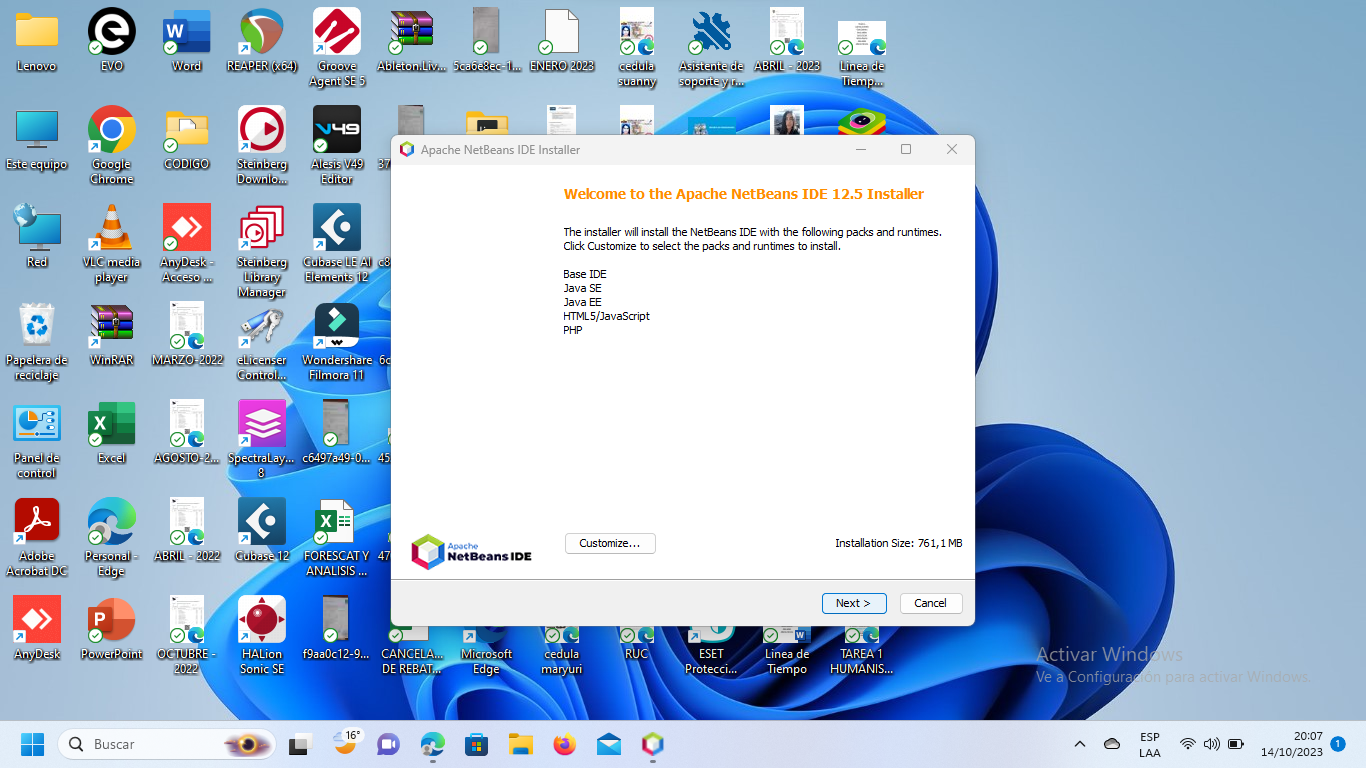 Lenovo
EVO
Word
REAPER (x64)
Groove
Agent SE 5
Ableton.Liv...
5ca6e8ec-1...
ENERO 2023
cedula
suanny
Asistente de
soporte y r...
ABRIL - 2023
Linea de
Tiemp...
Este equipo
Google
Chrome
CODIGO
Steinberg
Downlo...
Alesis V49
Editor
37
Red
VLC media
player
AnyDesk -
Acceso ...
Steinberg
Library
Manager
Cubase LE AI
Elements 12
c8
Papelera de
reciclaje
WinRAR
MARZO-2022
eLicenser
Control...
Wondershare
Filmora 11
6c
Panel de
control
Excel
AGOSTO-2...
SpectraLay...
8
c6497a49-0...
45
Adobe
Acrobat DC
Personal -
Edge
ABRIL - 2022
Cubase 12
FORESCAT Y
ANALISIS ...
47
AnyDesk
PowerPoint
OCTUBRE -
2022
HALion
Sonic SE
f9aa0c12-9...
CANCELA...
DE REBAT...
Microsoft
Edge
cedula
maryuri
RUC
ESET
Protecci...
Linea de
Tiempo
TAREA 1
HUMANIS...
V49
Apache NetBeans IDE Installer
Welcome to the Apache NetBeans IDE 12.5 Installer
The installer will install the NetBeans IDE with the following packs and runtimes.
Click Customize to select the packs and runtimes to install.
Base IDE
Java SE
Java EE
HTML5/JavaScript
PHP
Apache
NetBeans IDE
Customize...
Installation Size: 761,1 MB
Next >
Cancel
Activar Windows
Ve a Configuración para activar Windows.
Buscar
16°
ESP
LAA
20:07
14/10/2023
1